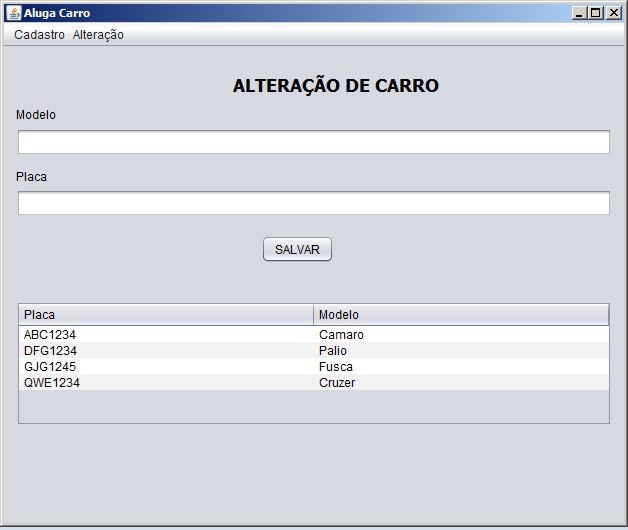 Aluga Carro
Cadastro Alteração
ALTERAÇÃO DE CARRO
Modelo
Placa
SALVAR
Placa Modelo
ABC1234 Camaro
DFG1234 Palio
GJG1245 Fusca
QWE1234 Cruzer